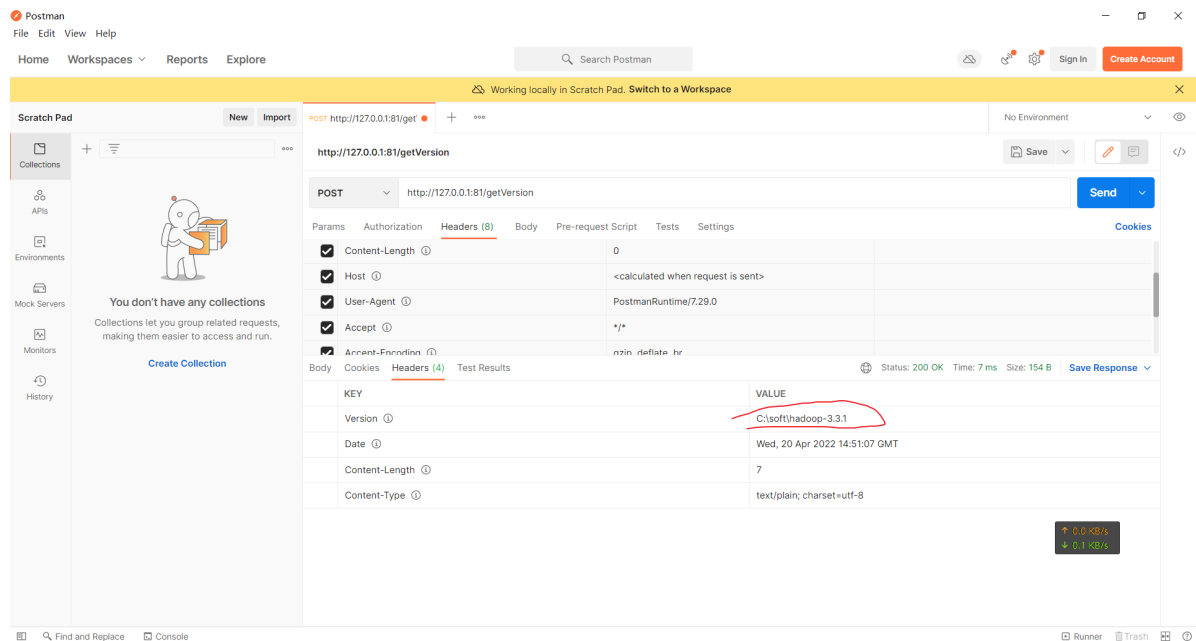 Postman
File Edit View Help
Home Workspaces Reports Explore
Search Postman
Sign In
Create Account
Working locally in Scratch Pad. Switch to a Workspace
Scratch Pad
New
Import
POST http://127.0.0.1:81/get
No Environment
Collections
APIs
Environments
Mock Servers
Monitors
History
You don't have any collections
Collections let you group related requests,
making them easier to access and run.
Create Collection
http://127.0.0.1:81/getVersion
Save
POST http://127.0.0.1:81/getVersion
Send
Params Authorization Headers (8) Body Pre-request Script Tests Settings
Cookies
Content-Length 0
Host <calculated when request is sent>
User-Agent PostmanRuntime/7.29.0
Accept */*
Accept-Encoding gzip, deflate, br
Body Cookies Headers (4) Test Results
Status: 200 OK Time: 7 ms Size: 154 B Save Response
KEY VALUE
Version C:\soft\hadoop-3.3.1
Date Wed, 20 Apr 2022 14:51:07 GMT
Content-Length 7
Content-Type text/plain; charset=utf-8
↑ 0.0 KB/s
↓ 0.1 KB/s
Find and Replace Console
Runner Trash